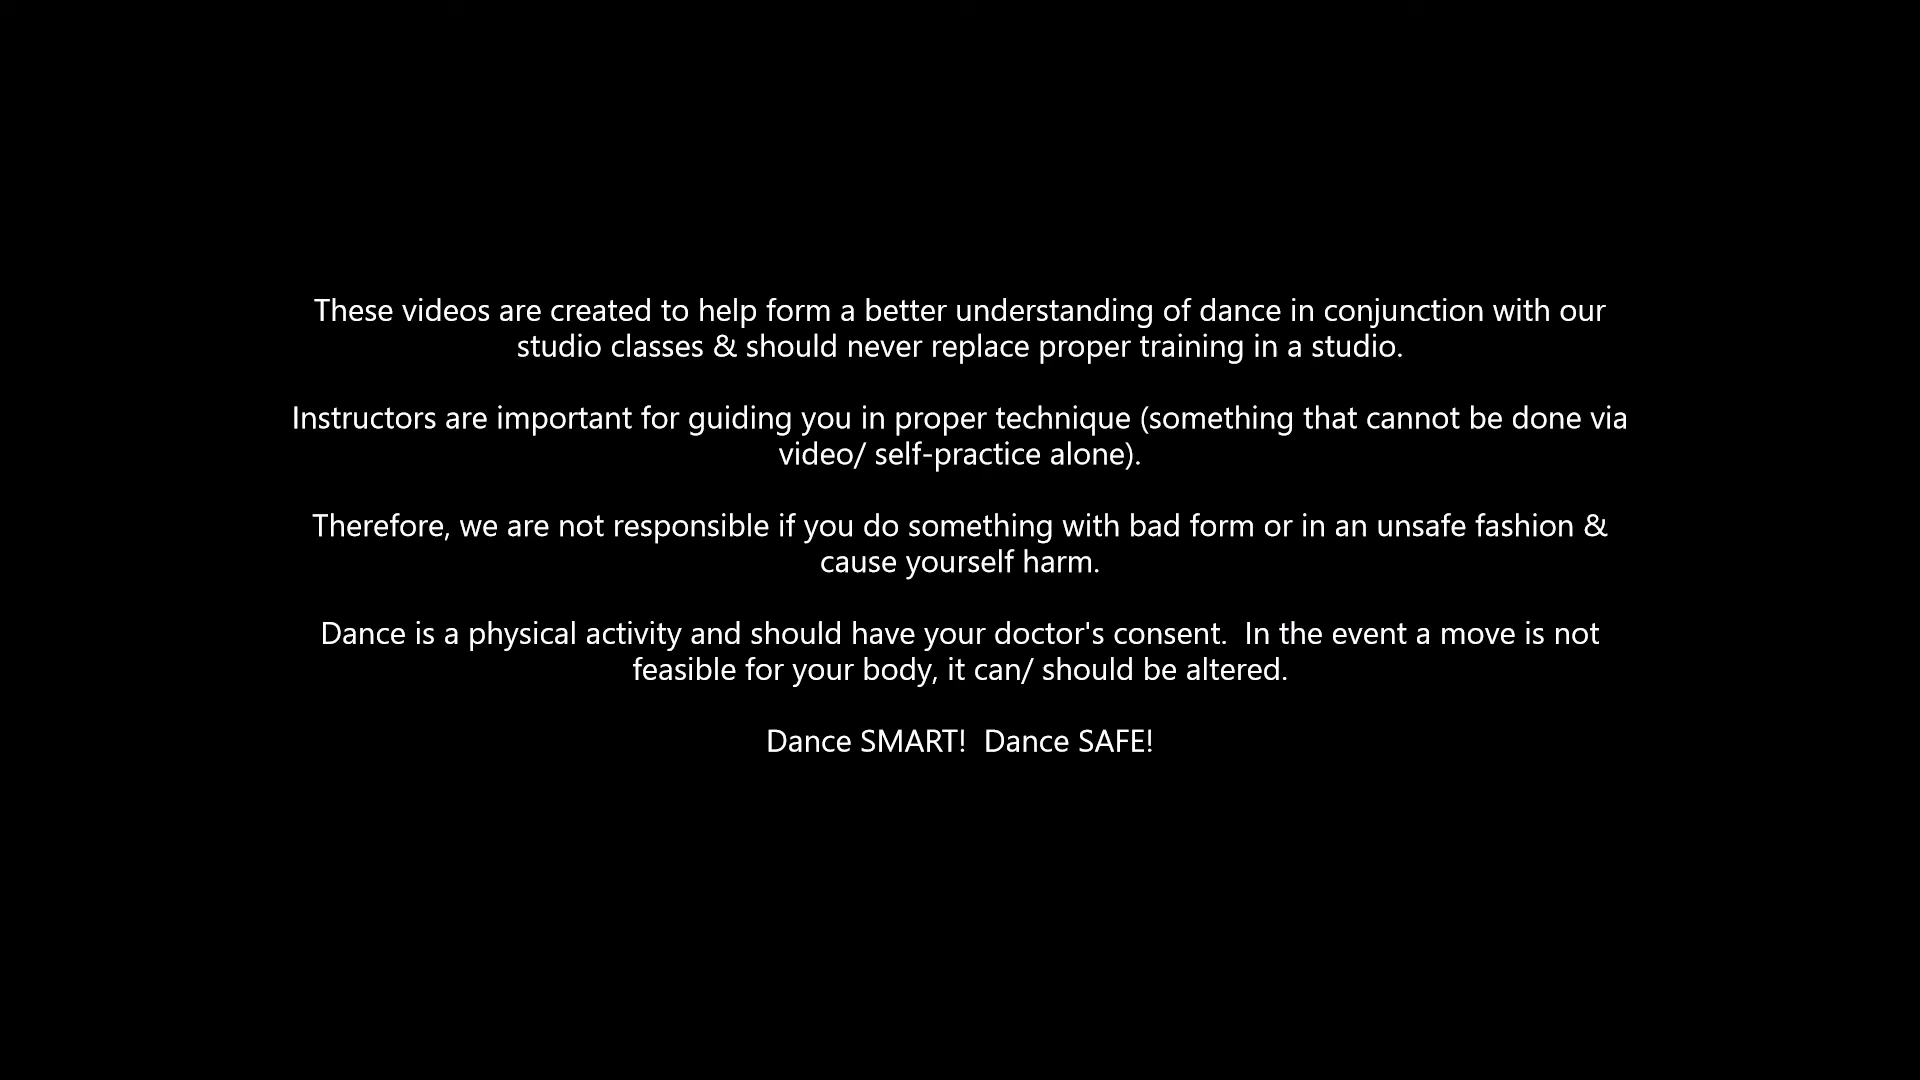 These videos are created to help form a better understanding of dance in conjunction with our
studio classes & should never replace proper training in a studio.
Instructors are important for guiding you in proper technique (something that cannot be done via
video/ self-practice alone).
Therefore, we are not responsible if you do something with bad form or in an unsafe fashion &
cause yourself harm.
Dance is a physical activity and should have your doctor's consent.  In the event a move is not
feasible for your body, it can/ should be altered.
Dance SMART!  Dance SAFE!